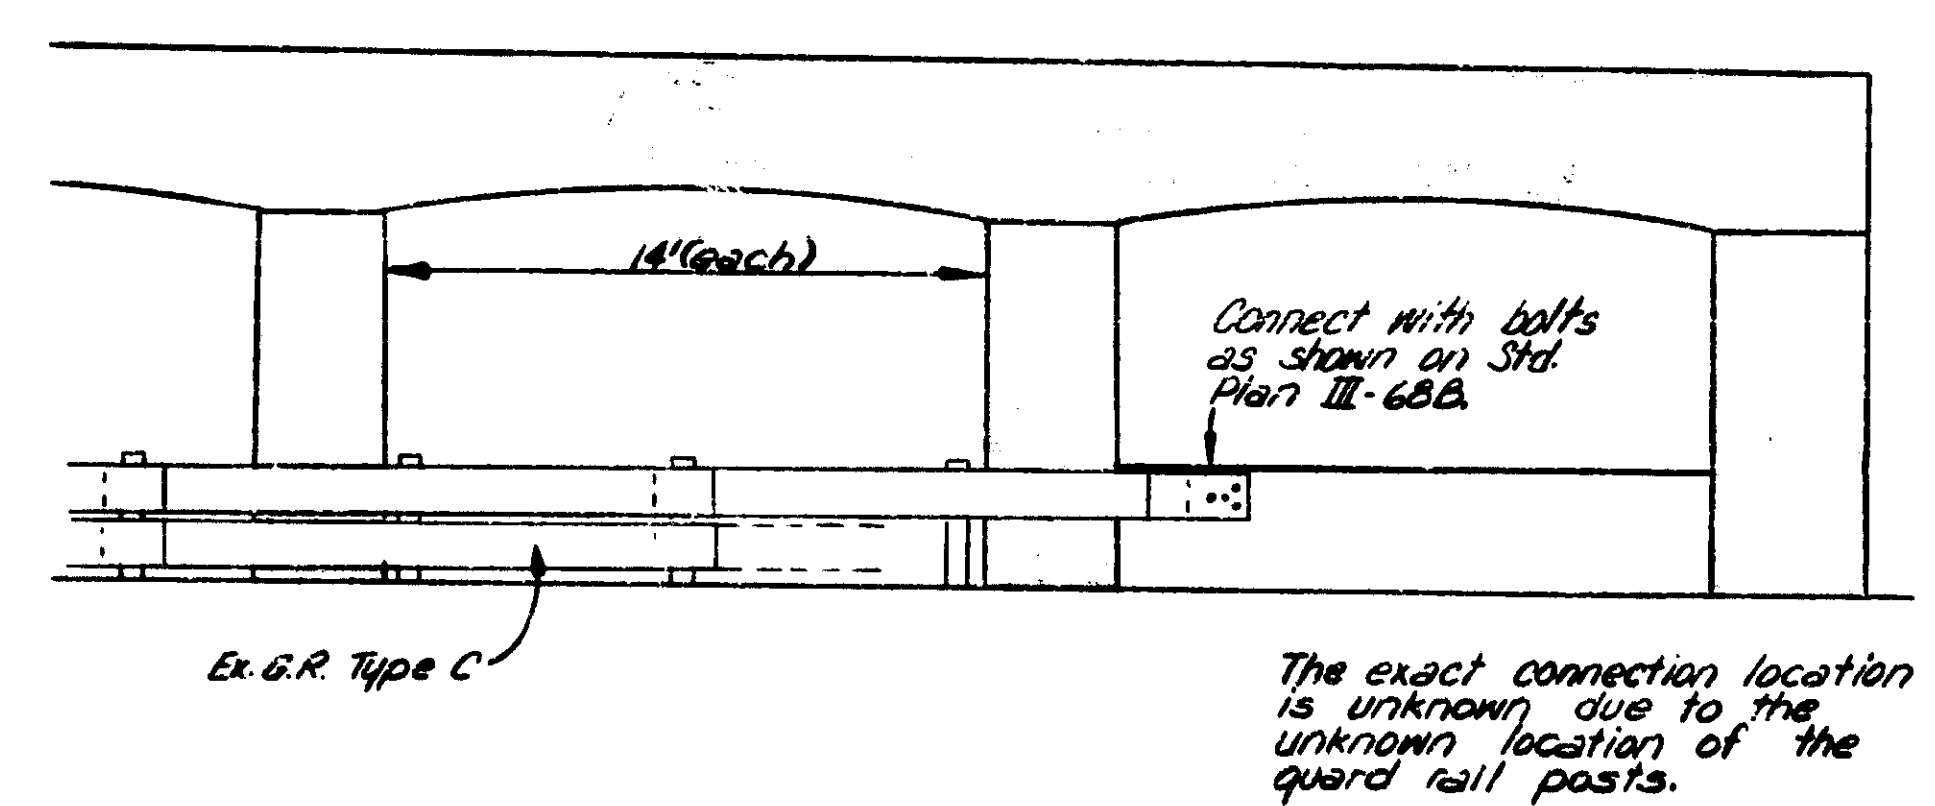 14'(each)
Connect with bolts
as shown on Std.
Plan III-68B.
Ex. G.R. Type C
The exact connection location
is unknown due to the
unknown location of the
guard rail posts.